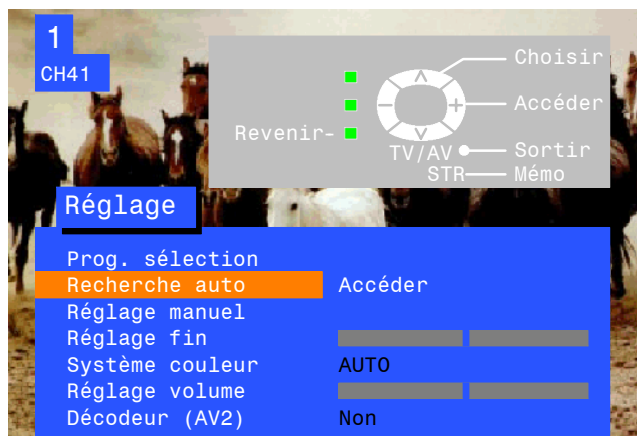 1
CH41
Choisir
Accéder
Revenir-
TV/AV
Sortir
STR
Mémo
Réglage
Prog. sélection
Recherche auto Accéder
Réglage manuel
Réglage fin
Système couleur AUTO
Réglage volume
Décodeur (AV2) Non